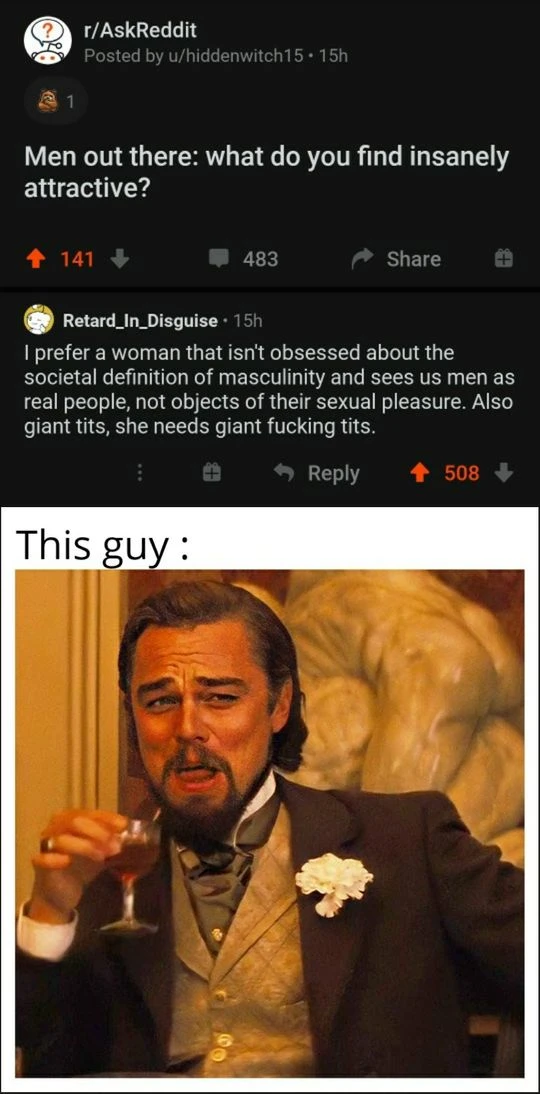 r/AskReddit
Posted by u/hiddenwitch15 • 15h
1
Men out there: what do you find insanely
attractive?
141
483
Share
Retard_In_Disguise • 15h
I prefer a woman that isn't obsessed about the
societal definition of masculinity and sees us men as
real people, not objects of their sexual pleasure. Also
giant tits, she needs giant fucking tits.
Reply
508
This guy :